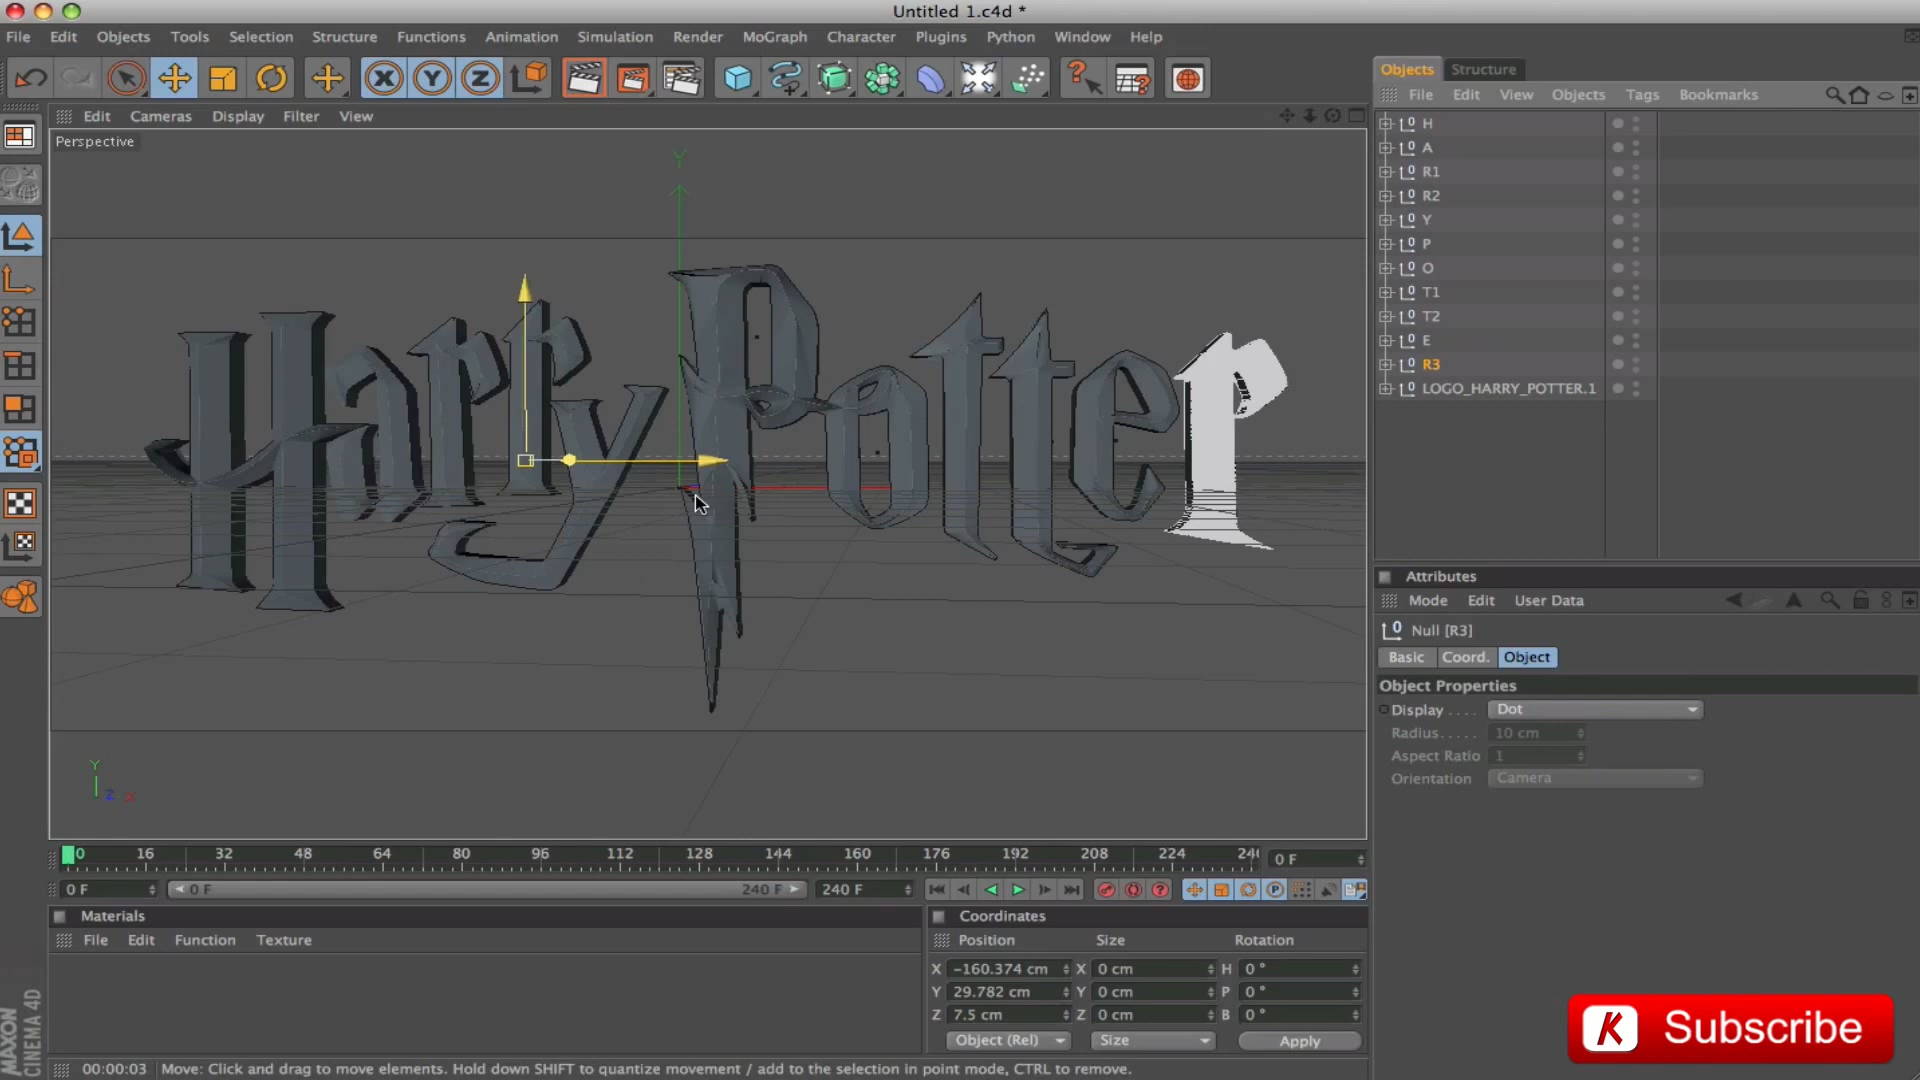 Untitled 1.c4d *
File Edit Objects Tools Selection Structure Functions Animation Simulation Render MoGraph Character Plugins Python Window Help
X Y Z
Edit Cameras Display Filter View
Perspective
Y
Harry Potter
Y
Z X
0 16 32 48 64 80 96 112 128 144 160 176 192 208 224 24
0 F
0 F 0 F 240 F 240 F
Materials
File Edit Function Texture
Coordinates
Position Size Rotation
X -160.374 cm X 0 cm H 0 °
Y 29.782 cm Y 0 cm P 0 °
Z 7.5 cm Z 0 cm B 0 °
Object (Rel) Size Apply
MAXON
CINEMA 4D
00:00:03 Move: Click and drag to move elements. Hold down SHIFT to quantize movement / add to the selection in point mode, CTRL to remove.
Objects Structure
File Edit View Objects Tags Bookmarks
H
A
R1
R2
Y
P
O
T1
T2
E
R3
LOGO_HARRY_POTTER.1
Attributes
Mode Edit User Data
Null [R3]
Basic Coord. Object
Object Properties
Display . . . . Dot
Radius. . . . . 10 cm
Aspect Ratio 1
Orientation Camera
K Subscribe